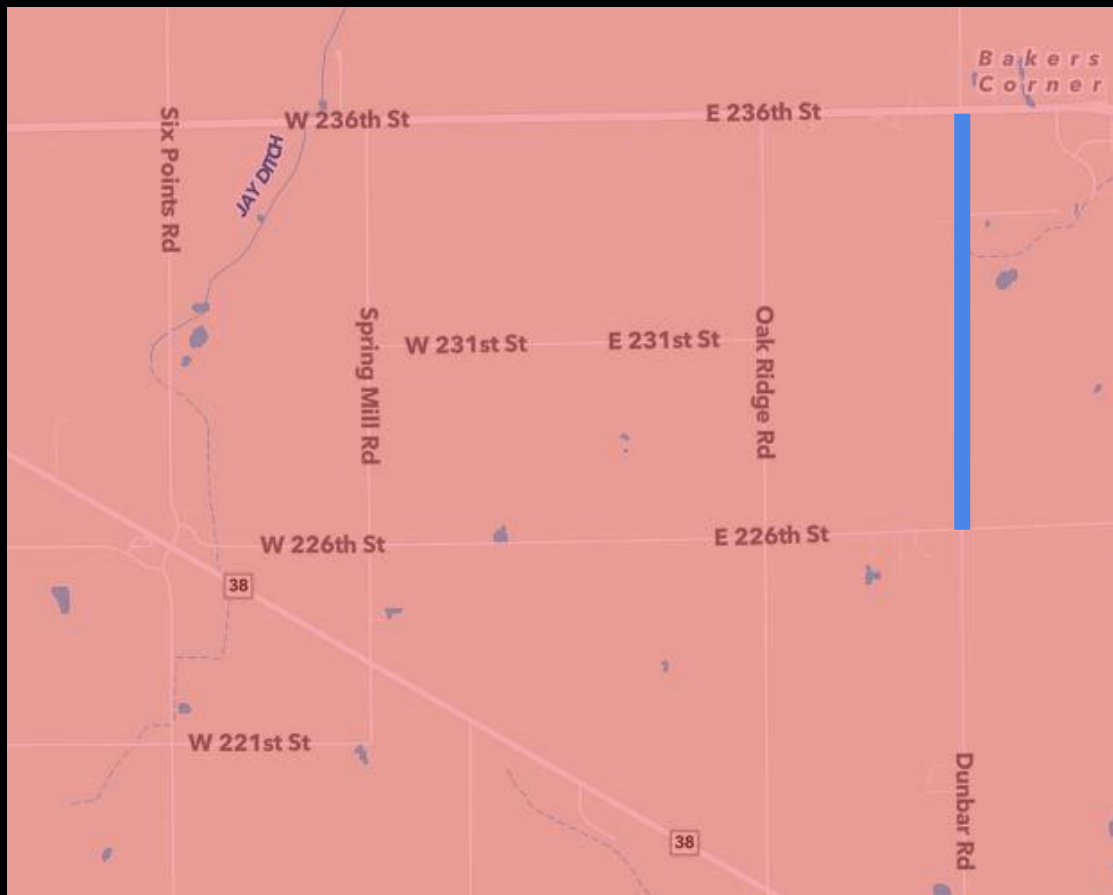 Bakers
Corner
W 236th St
E 236th St
Six Points Rd
JAY DITCH
Spring Mill Rd
W 231st St
E 231st St
Oak Ridge Rd
W 226th St
E 226th St
38
W 221st St
Dunbar Rd
38